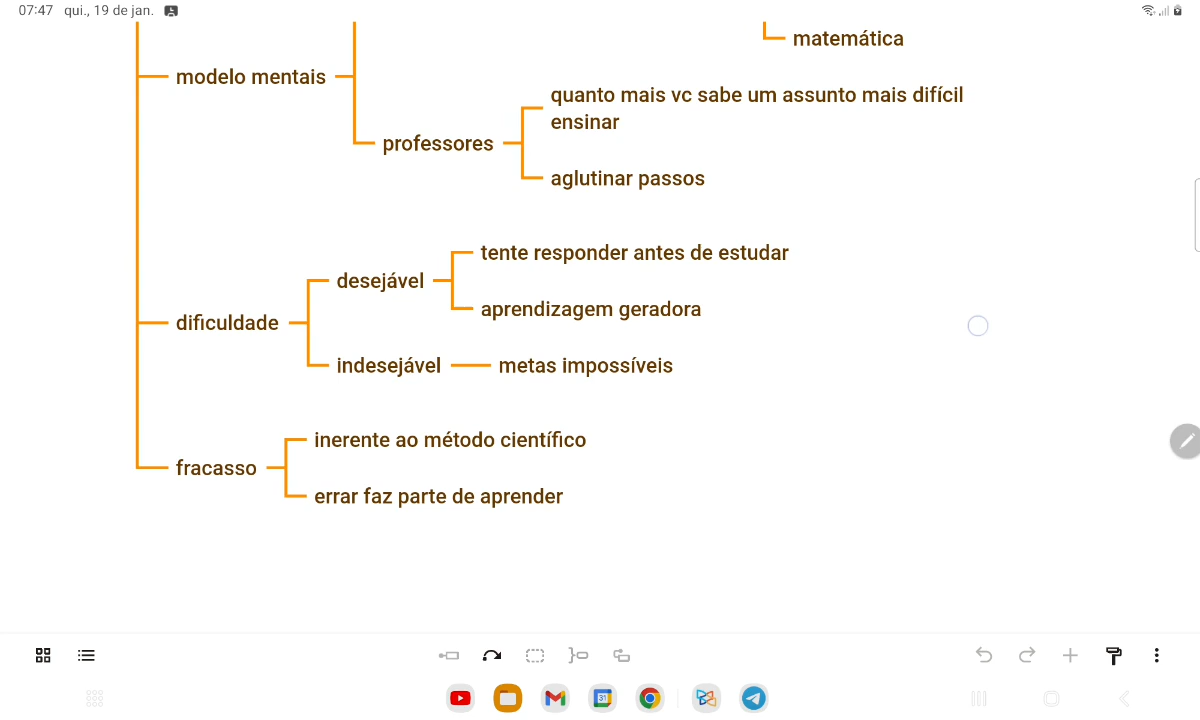 07:47 qui., 19 de jan.
matemática
modelo mentais
quanto mais vc sabe um assunto mais difícil
ensinar
professores
aglutinar passos
tente responder antes de estudar
desejável
aprendizagem geradora
dificuldade
indesejável
metas impossíveis
inerente ao método científico
fracasso
errar faz parte de aprender
31